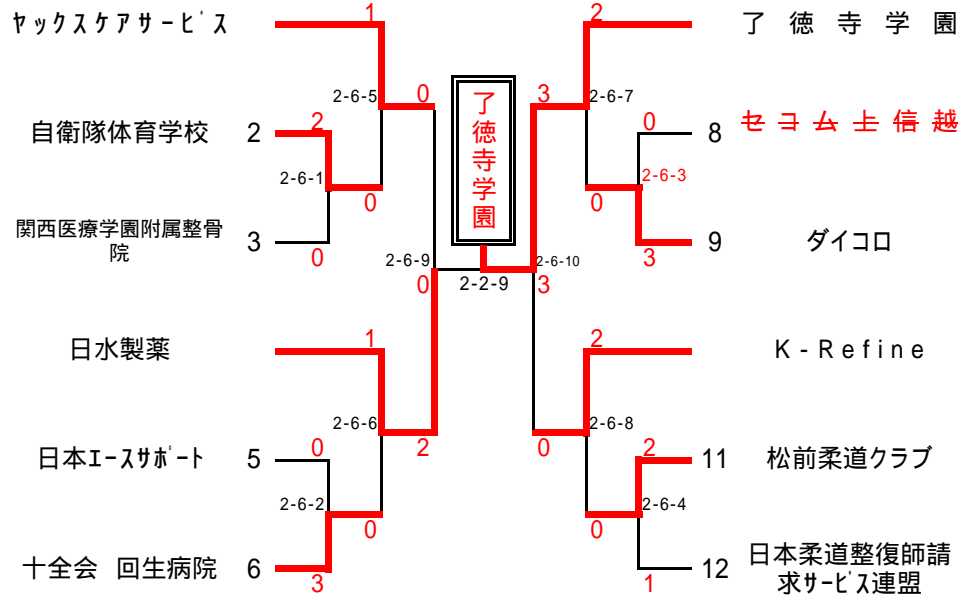 ヤックスケアサービス
1
2
了徳寺学園
2-6-5
0
了徳寺学園
3
2-6-7
自衛隊体育学校
2
2
0
8
セコム上信越
2-6-1
0
2-6-3
0
関西医療学園附属整骨
院
3
0
2-6-9
0
2-2-9
2-6-10
3
3
9
ダイコロ
日水製薬
1
2
K-Refine
2-6-6
2
0
2-6-8
日本エースサポート
5
0
2
11
松前柔道クラブ
2-6-2
0
2-6-4
0
十全会 回生病院
6
3
1
12
日本柔道整復師請
求サービス連盟